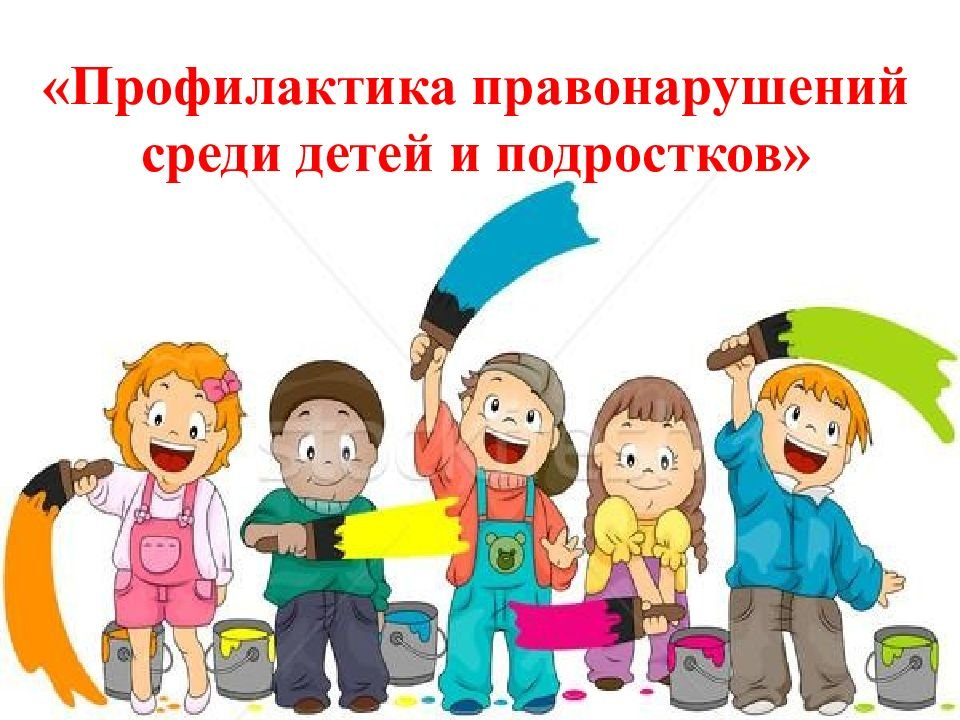 «Профилактика правонарушений
среди детей и подростков»